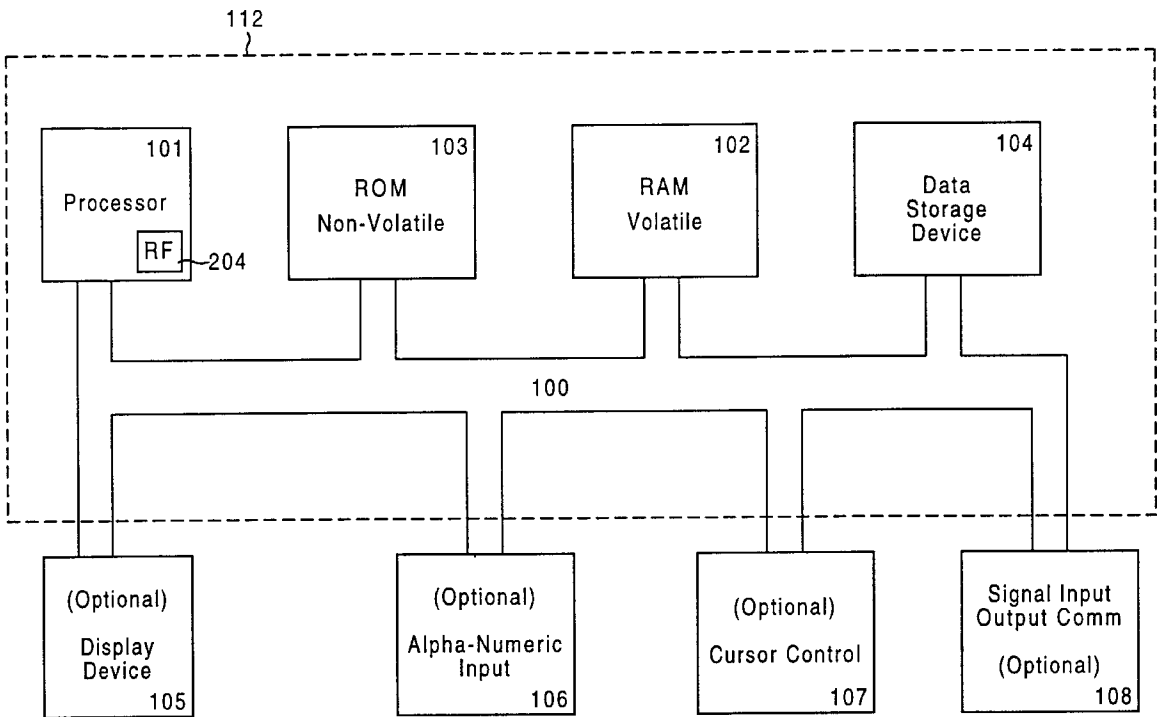 112
101
Processor
RF
204
103
ROM
Non-Volatile
102
RAM
Volatile
104
Data
Storage
Device
100
(Optional)
Display
Device
105
(Optional)
Alpha-Numeric
Input
106
(Optional)
Cursor Control
107
Signal Input
Output Comm
(Optional)
108